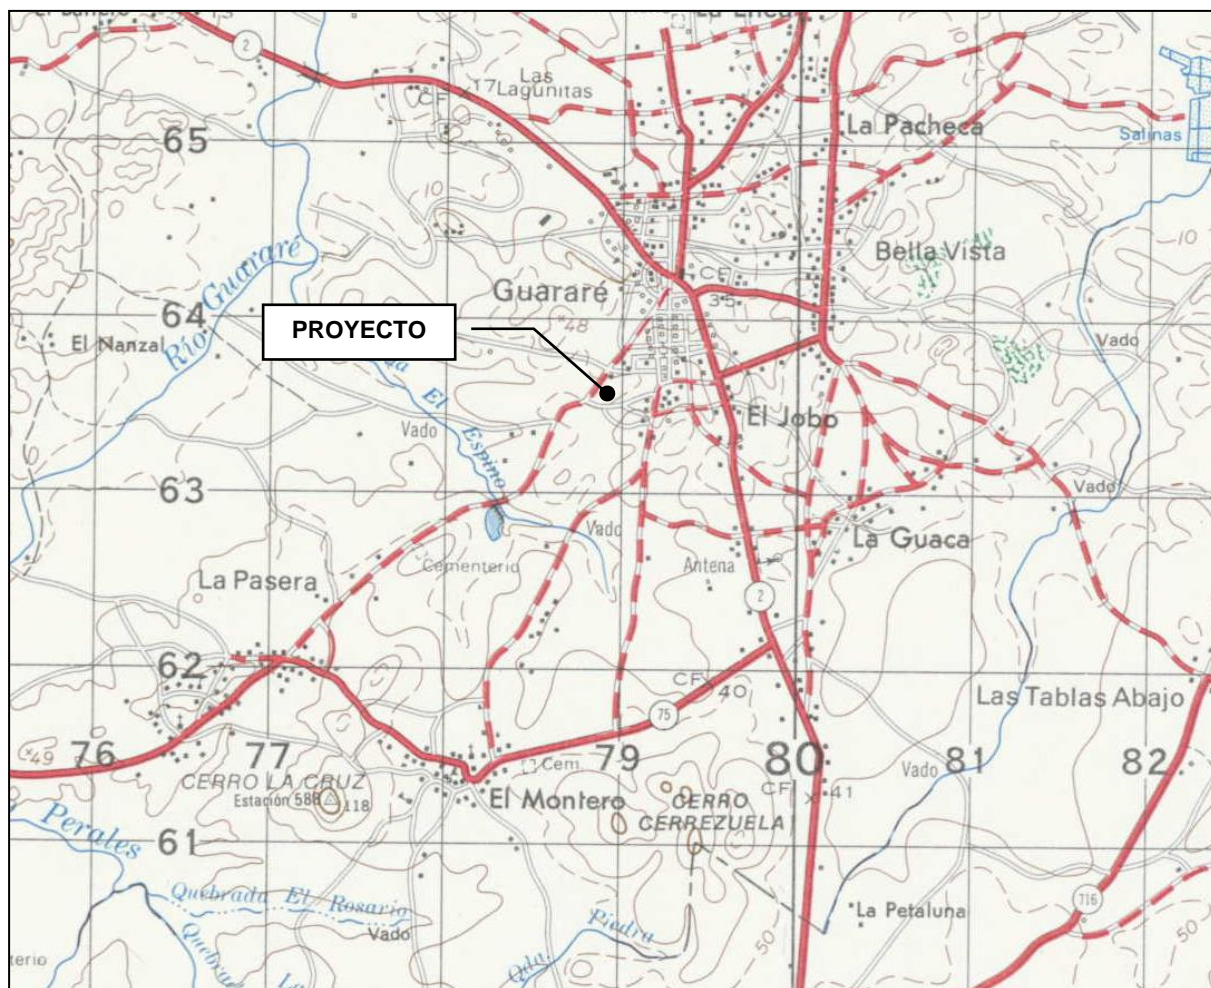 2
17
Las
Lagunitas
CF
La Pacheca
Salinas
65
10
Bella Vista
10
Río Guararé
CF
35
Guararé
64
PROYECTO
48
El Nanzal
Vado
da El Espino
Vado
El Jobo
63
Vado
Vado
La Guaca
Cementerio
Antena
La Pasera
2
62
CF 40
Las Tablas Abajo
75
49
76
77
79
80
81
82
Cem.
Vado
CERRO LA CRUZ
Estación 588
118
El Montero
CERRO
CERREZUELA
CF 41
61
Perales
Quebrada El Rosario
Vado
La Petaluna
716
Qda. Piedra
50
50
terio